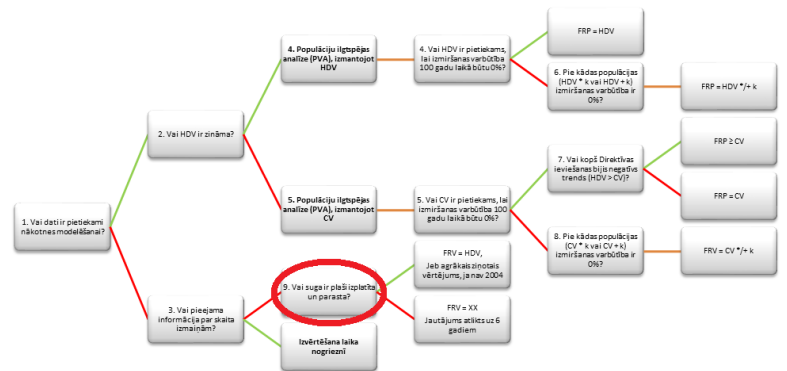 4. Populāciju ilgtspējas
analīze (PVA), izmantojot
HDV
4. Vai HDV ir pietiekams,
lai izmiršanas varbūtība
100 gadu laikā būtu 0%?
FRP = HDV
6. Pie kādas populācijas
(HDV * k vai HDV + k)
izmiršanas varbūtība ir
0%?
FRP = HDV */+ k
2. Vai HDV ir zināma?
7. Vai kopš Direktīvas
ieviešanas bijis negatīvs
trends (HDV > CV)?
FRP ≥ CV
FRP = CV
5. Populāciju ilgtspējas
analīze (PVA), izmantojot
CV
5. Vai CV ir pietiekams, lai
izmiršanas varbūtība 100
gadu laikā būtu 0%?
8. Pie kādas populācijas
(CV * k vai CV + k)
izmiršanas varbūtība ir
0%?
FRV = CV */+ k
1. Vai dati ir pietiekami
nākotnes modelēšanai?
3. Vai pieejama
informācija par skaita
izmaiņām?
9. Vai suga ir plaši izplatīta
un parasta?
FRV = HDV,
Jeb agrākais ziņotais
vērtējums, ja nav 2004
FRV = XX
Jautājums atlikts uz 6
gadiem
Izvērtēšana laika
nogrieznī